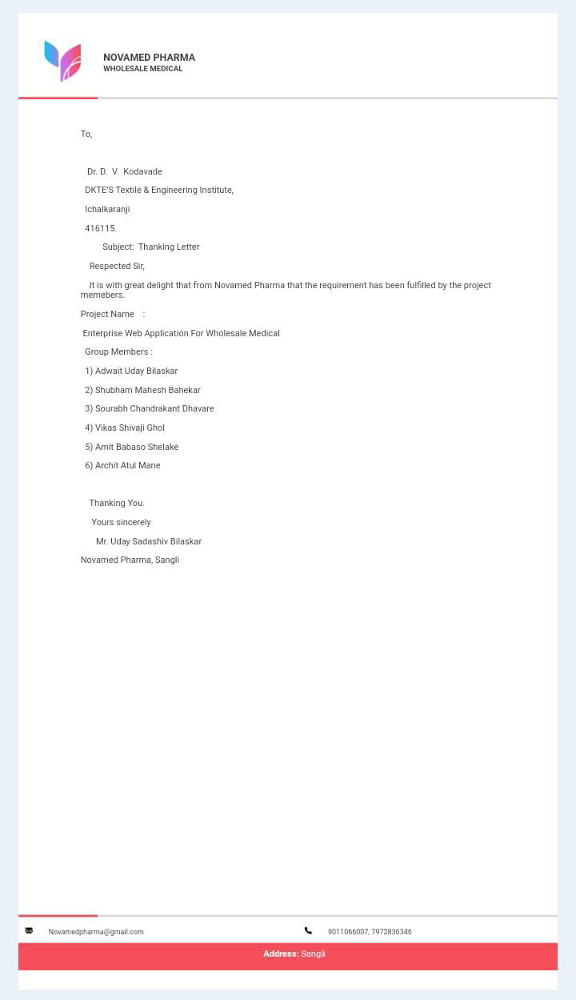 NOVAMED PHARMA
WHOLESALE MEDICAL
To,
Dr. D. V. Kodavade
DKTE'S Textile & Engineering Institute,
Ichalkaranji
416115.
Subject: Thanking Letter
Respected Sir,
It is with great delight that from Novamed Pharma that the requirement has been fulfilled by the project
memebers.
Project Name :
Enterprise Web Application For Wholesale Medical
Group Members :
1) Adwait Uday Bilaskar
2) Shubham Mahesh Bahekar
3) Sourabh Chandrakant Dhavare
4) Vikas Shivaji Ghol
5) Amit Babaso Shelake
6) Archit Atul Mane
Thanking You.
Yours sincerely
Mr. Uday Sadashiv Bilaskar
Novamed Pharma, Sangli
Novamedpharma@gmail.com
9011066007, 7972836346
Address: Sangli